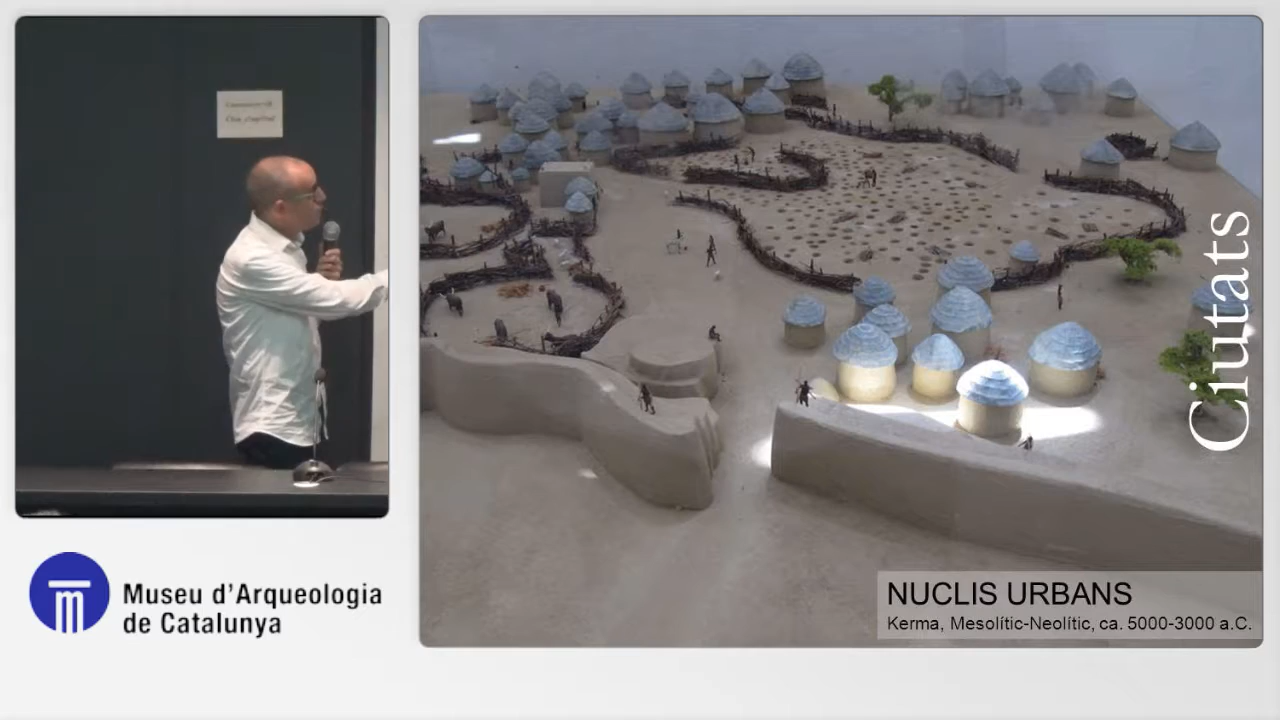 Museu d'Arqueologia
de Catalunya
Ciutats
NUCLIS URBANS
Kerma, Mesolític-Neolític, ca. 5000-3000 a.C.